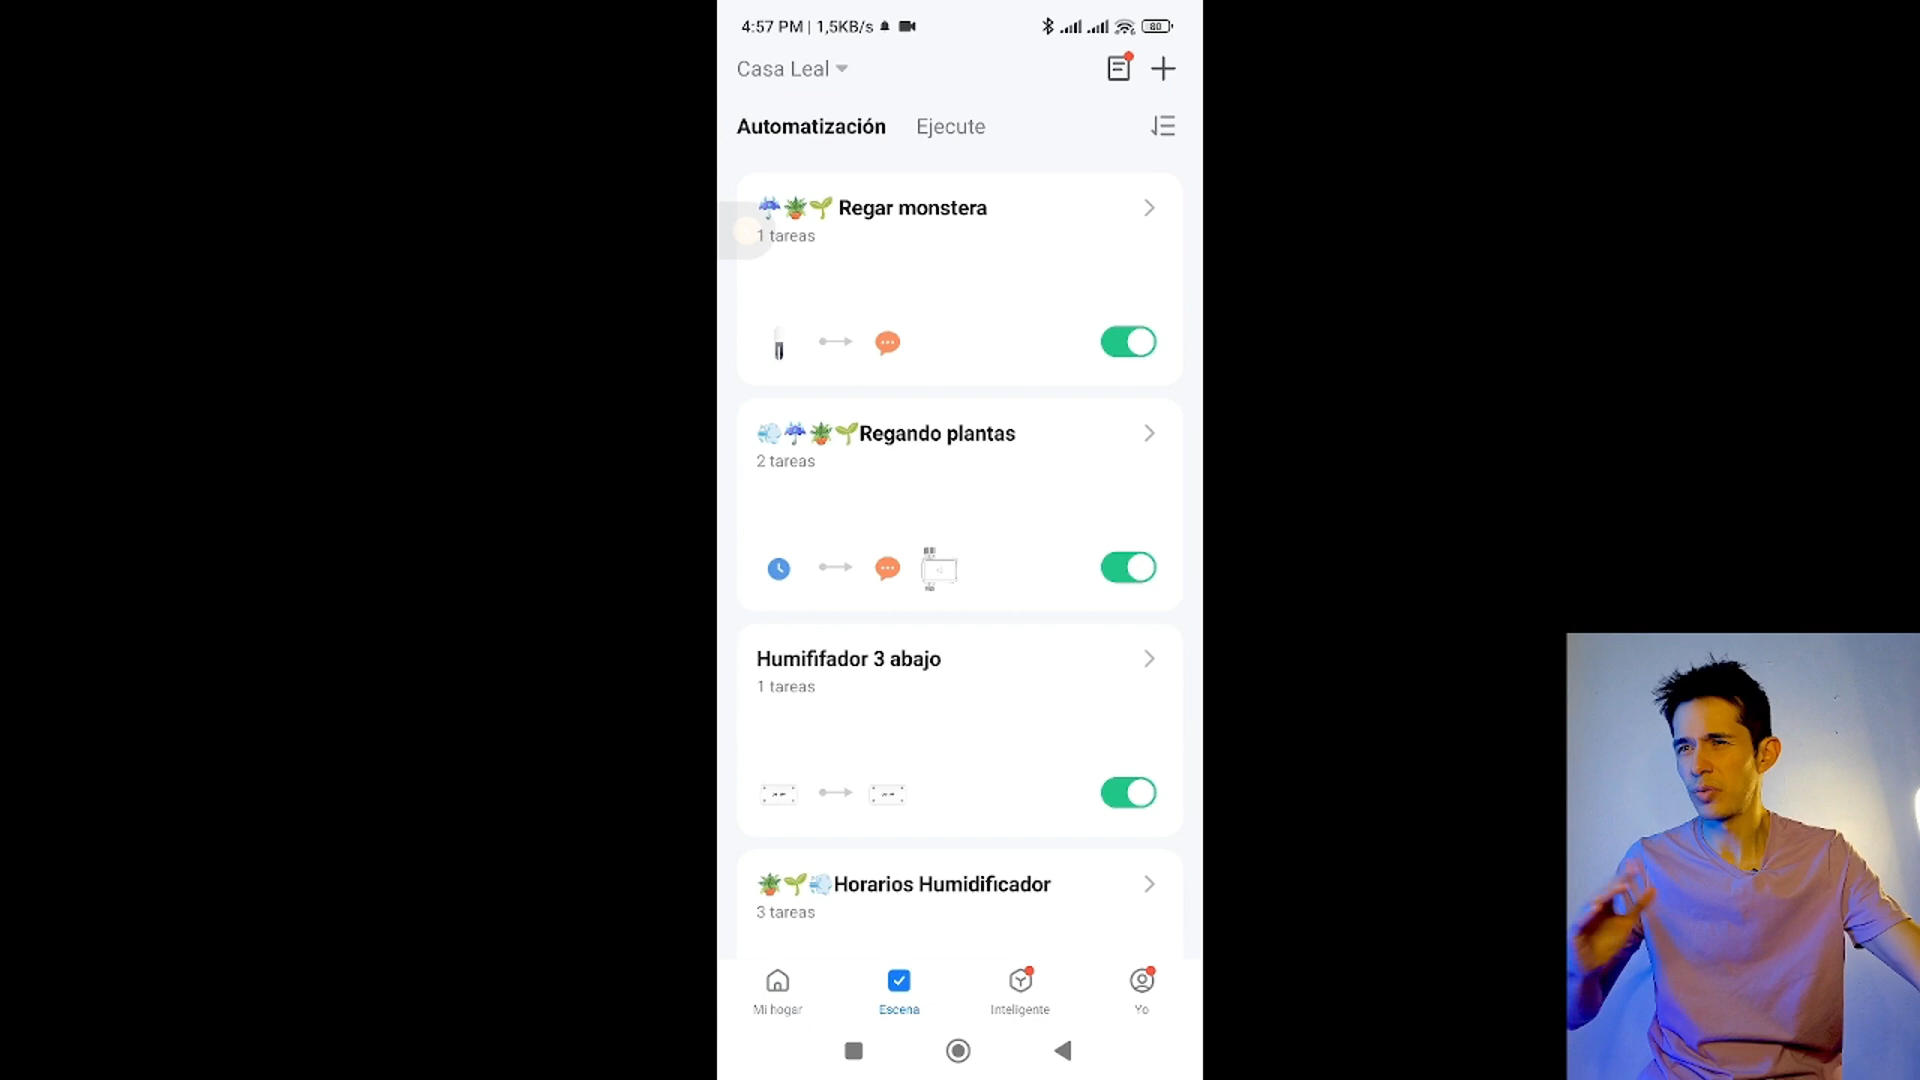 4:57 PM | 1,5KB/s
80
Casa Leal
Automatización Ejecute
Regar monstera
1 tareas
Regando plantas
2 tareas
Humififador 3 abajo
1 tareas
Horarios Humidificador
3 tareas
Mi hogar Escena Inteligente Yo